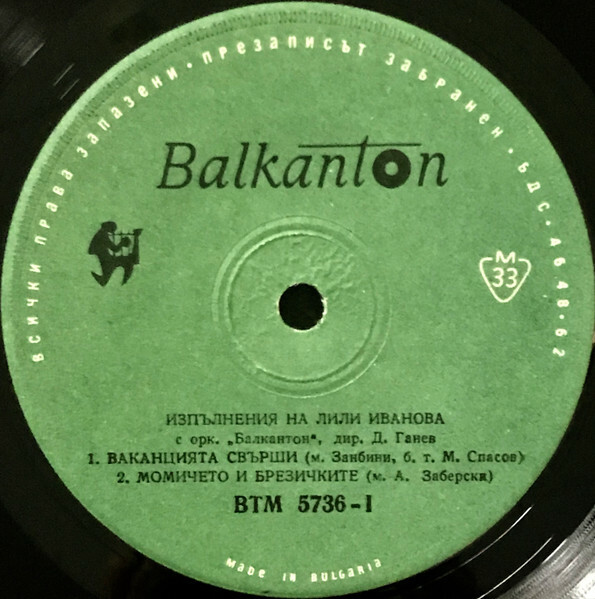 ВСИЧКИ ПРАВА ЗАПАЗЕНИ · ПРЕЗАПИСЪТ ЗАБРАНЕН · БДС · 4648-62
Balkanton
М
33
ИЗПЪЛНЕНИЯ НА ЛИЛИ ИВАНОВА
с орк. „Балкантон“, дир. Д. Ганев
1. ВАКАНЦИЯТА СВЪРШИ (м. Занбини, б. т. М. Спасов)
2. МОМИЧЕТО И БРЕЗИЧКИТЕ (м. А. Заберски)
ВТМ 5736-I
MADE IN BULGARIA